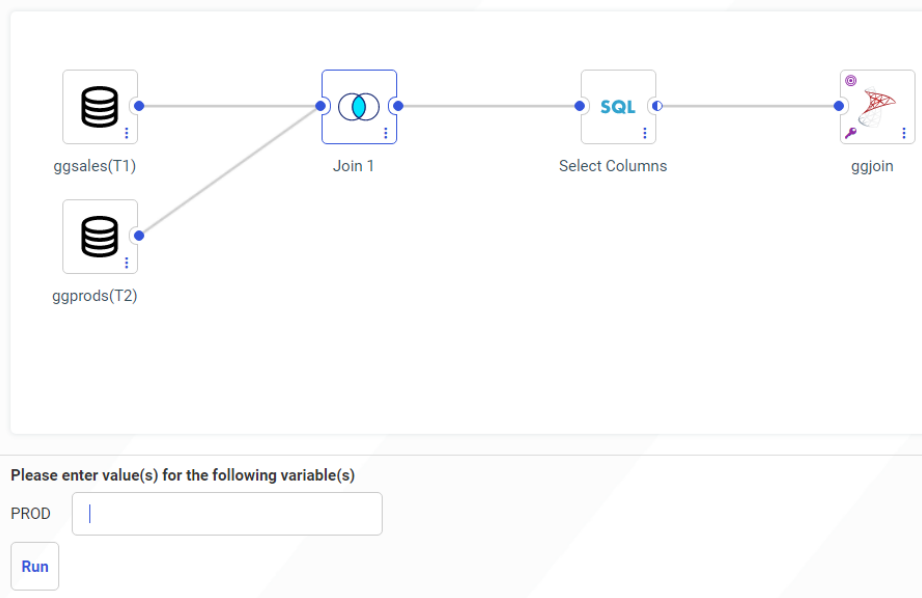 SQL
ggsales(T1)
Join 1
Select Columns
ggjoin
ggprods(T2)
Please enter value(s) for the following variable(s)
PROD
Run